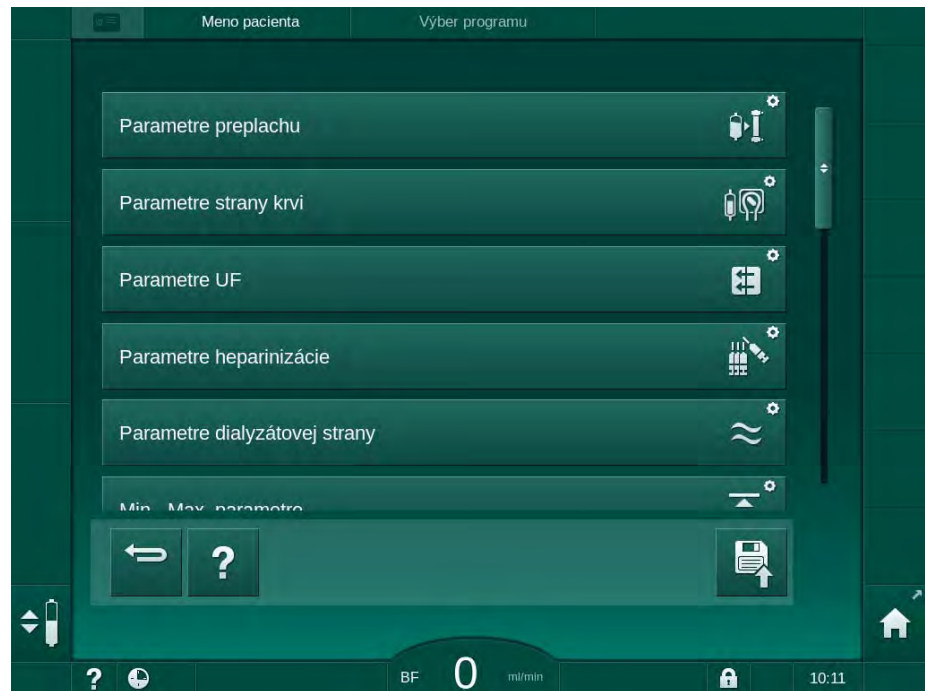 Meno pacienta
Výber programu
Parametre preplachu
Parametre strany krvi
Parametre UF
Parametre heparinizácie
Parametre dialyzátovej strany
Min
?
? BF 0 ml/min 10:11